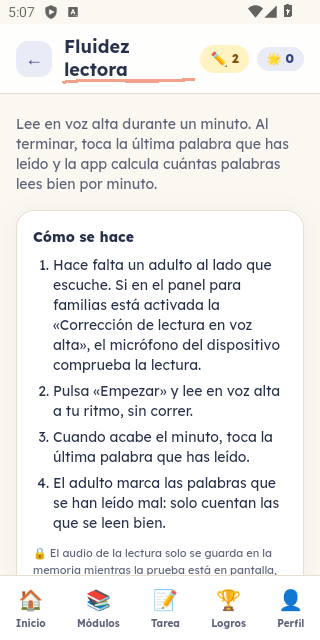 5:07
Fluidez
lectora
2
0
Lee en voz alta durante un minuto. Al
terminar, toca la última palabra que has
leído y la app calcula cuántas palabras
lees bien por minuto.
Cómo se hace
1. Hace falta un adulto al lado que
escuche. Si en el panel para
familias está activada la
«Corrección de lectura en voz
alta», el micrófono del dispositivo
comprueba la lectura.
2. Pulsa «Empezar» y lee en voz alta
a tu ritmo, sin correr.
3. Cuando acabe el minuto, toca la
última palabra que has leído.
4. El adulto marca las palabras que
se han leído mal: solo cuentan las
que se leen bien.
El audio de la lectura solo se guarda en la
memoria mientras la prueba está en pantalla,
Inicio Módulos Tarea Logros Perfil